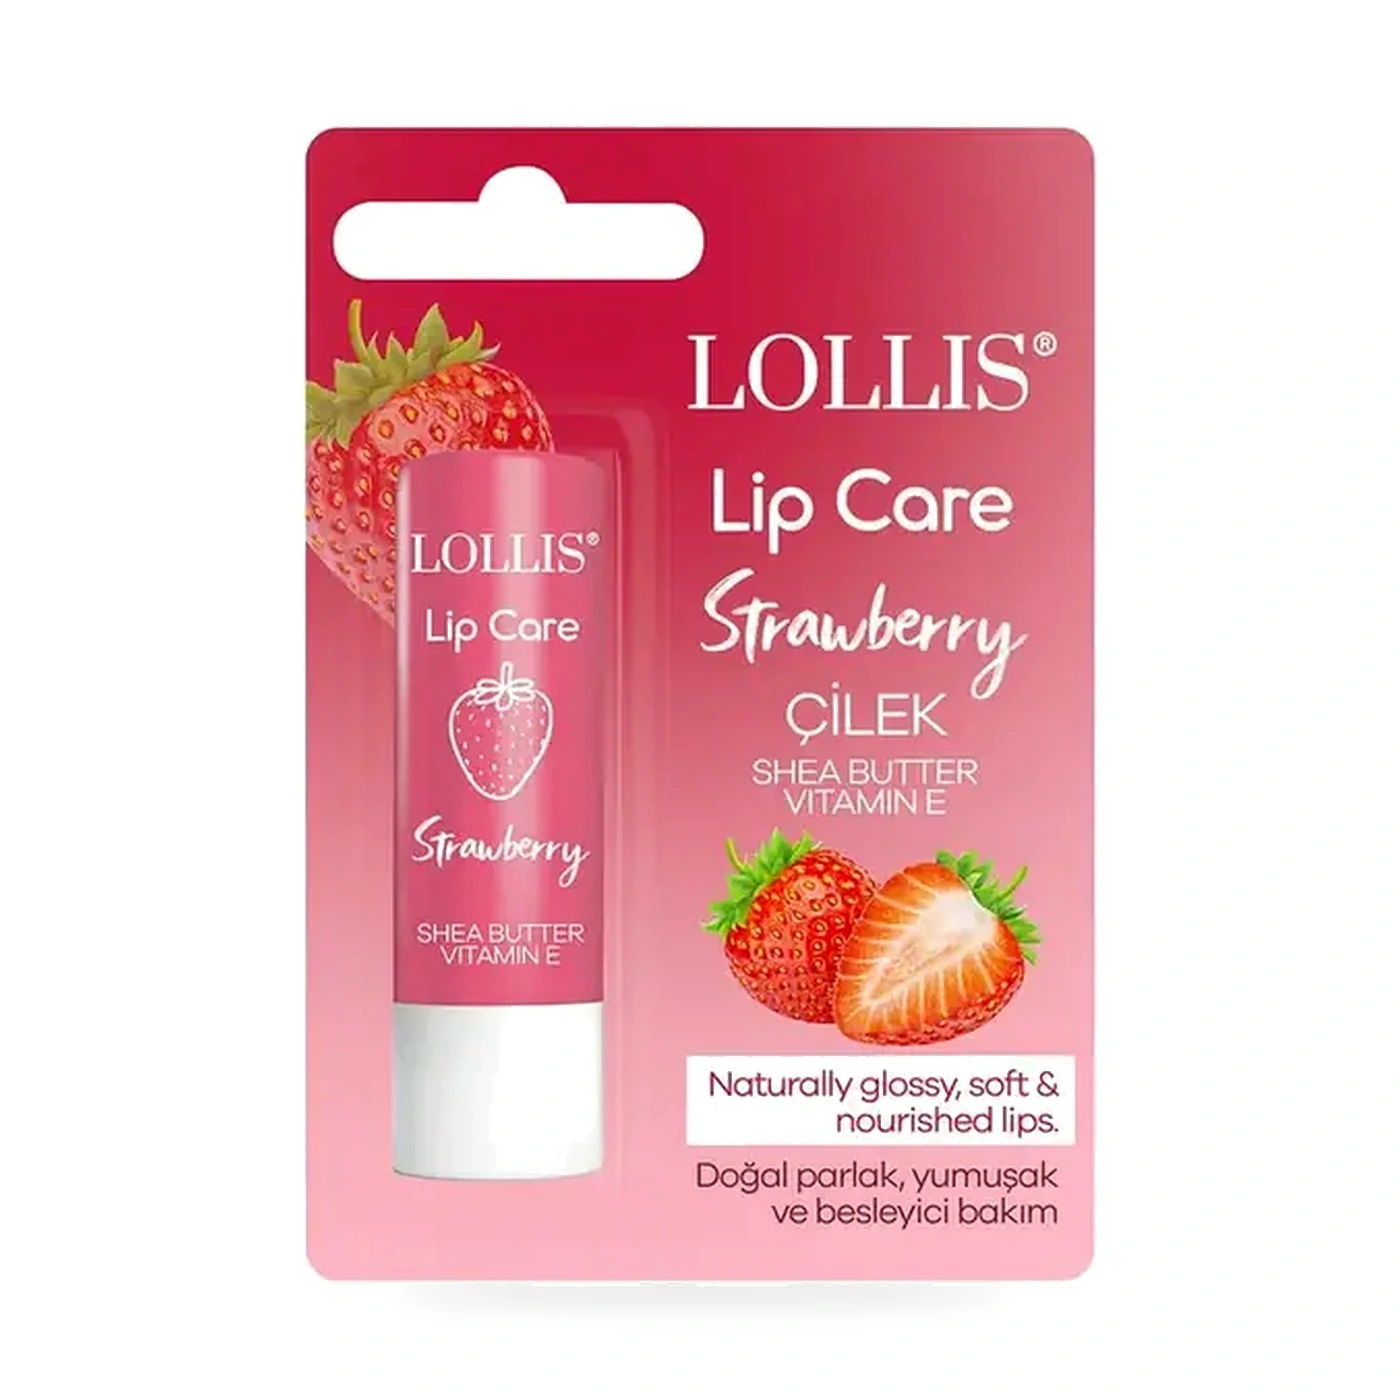 LOLLIS®
Lip Care
Strawberry
ÇİLEK
SHEA BUTTER
VITAMIN E
Naturally glossy, soft &
nourished lips.
Doğal parlak, yumuşak
ve besleyici bakım
LOLLIS®
Lip Care
Strawberry
SHEA BUTTER
VITAMIN E